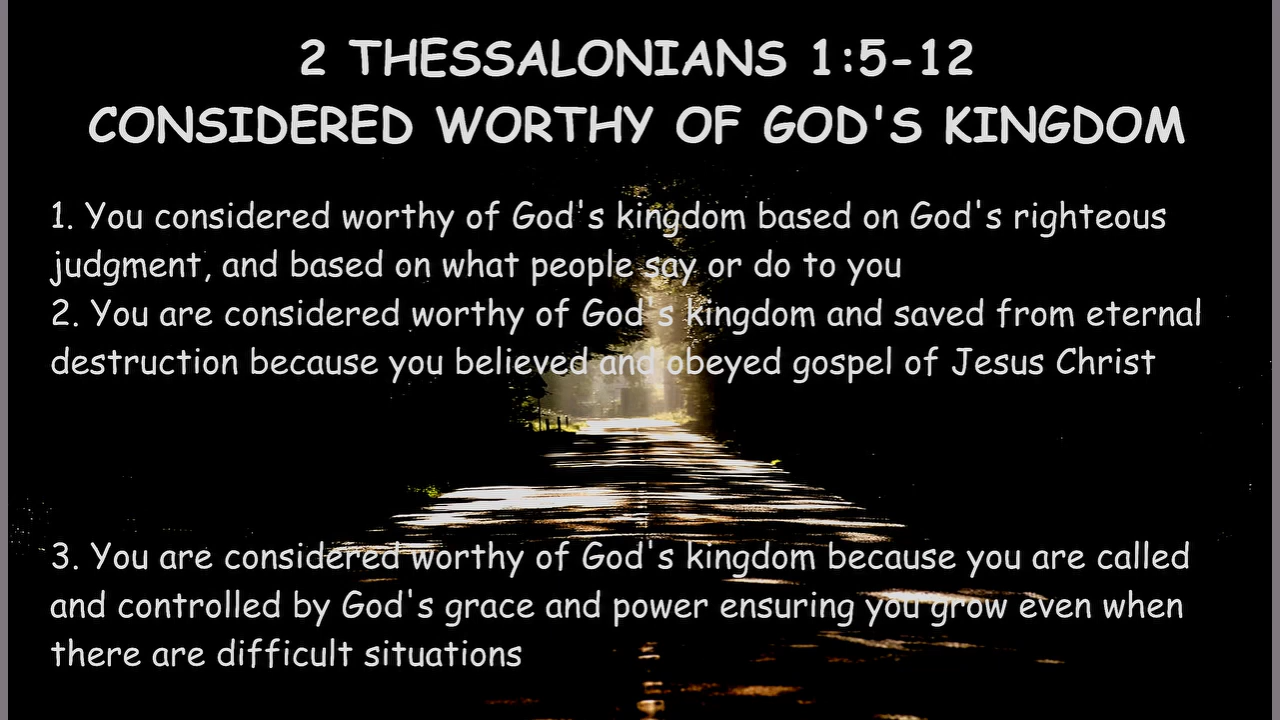 2 THESSALONIANS 1:5-12
CONSIDERED WORTHY OF GOD'S KINGDOM
1. You considered worthy of God's kingdom based on God's righteous
judgment, and based on what people say or do to you
2. You are considered worthy of God's kingdom and saved from eternal
destruction because you believed and obeyed gospel of Jesus Christ
3. You are considered worthy of God's kingdom because you are called
and controlled by God's grace and power ensuring you grow even when
there are difficult situations